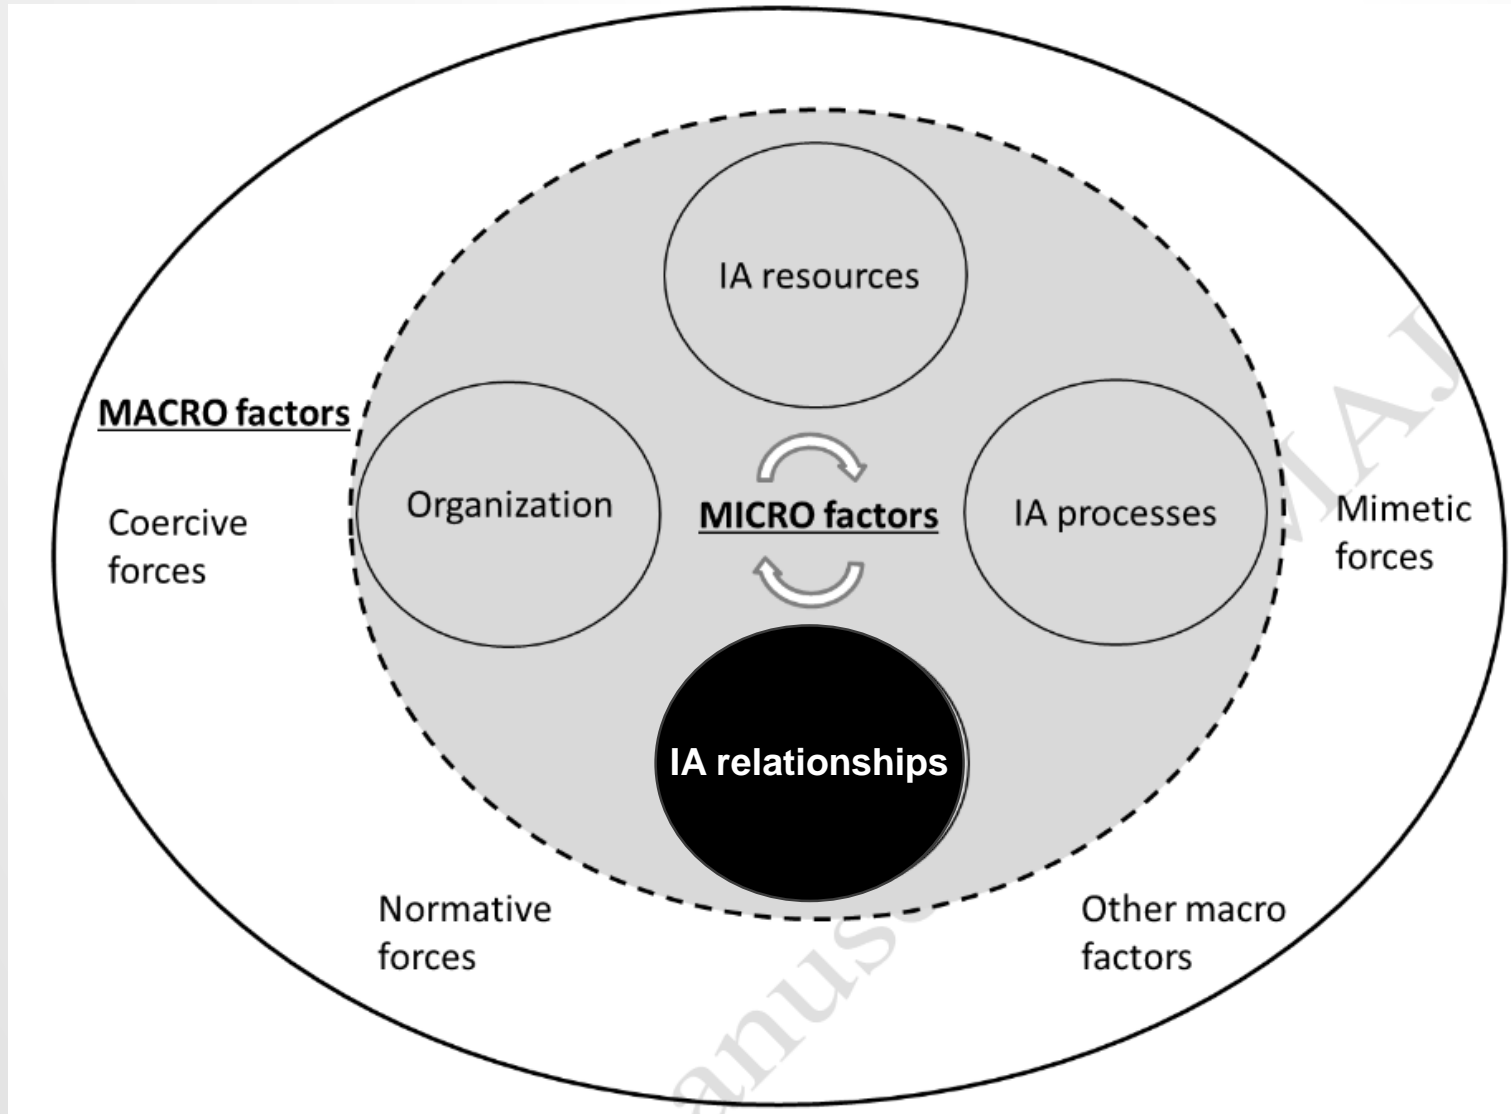 IA resources
MACRO factors
Organization
MICRO factors
IA processes
Coercive
forces
Mimetic
forces
IA relationships
Normative
forces
Other macro
factors